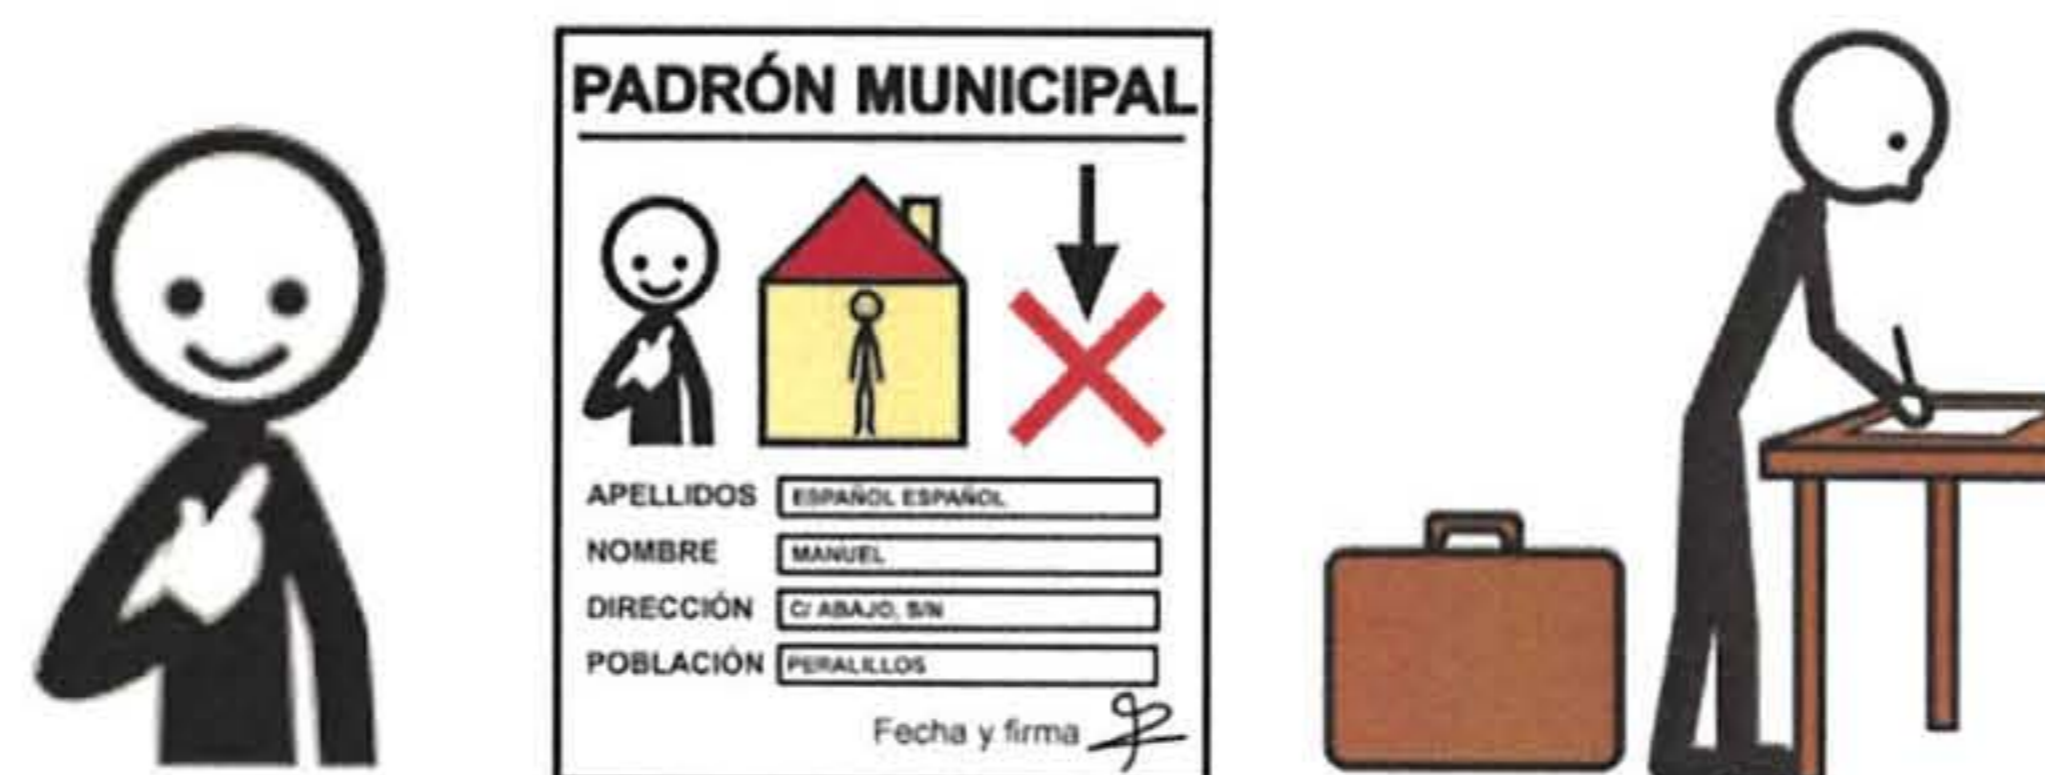 PADRÓN MUNICIPAL
APELLIDOS ESPAÑOL ESPAÑOL
NOMBRE MANUEL
DIRECCIÓN C/ ABAJO, S/N
POBLACIÓN PERALILLOS
Fecha y firma